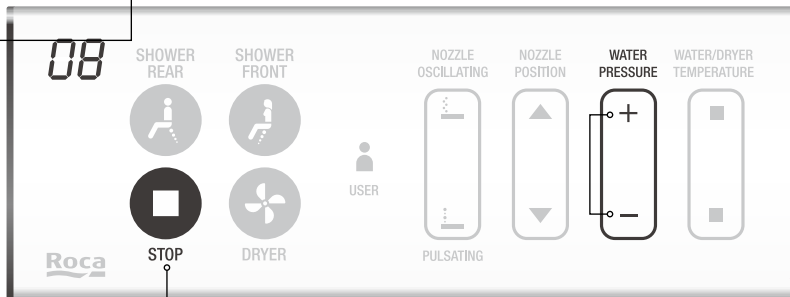 08
SHOWER
REAR
SHOWER
FRONT
NOZZLE
OSCILLATING
NOZZLE
POSITION
WATER
PRESSURE
WATER/DRYER
TEMPERATURE
+
USER
−
STOP
DRYER
PULSATING
Roca